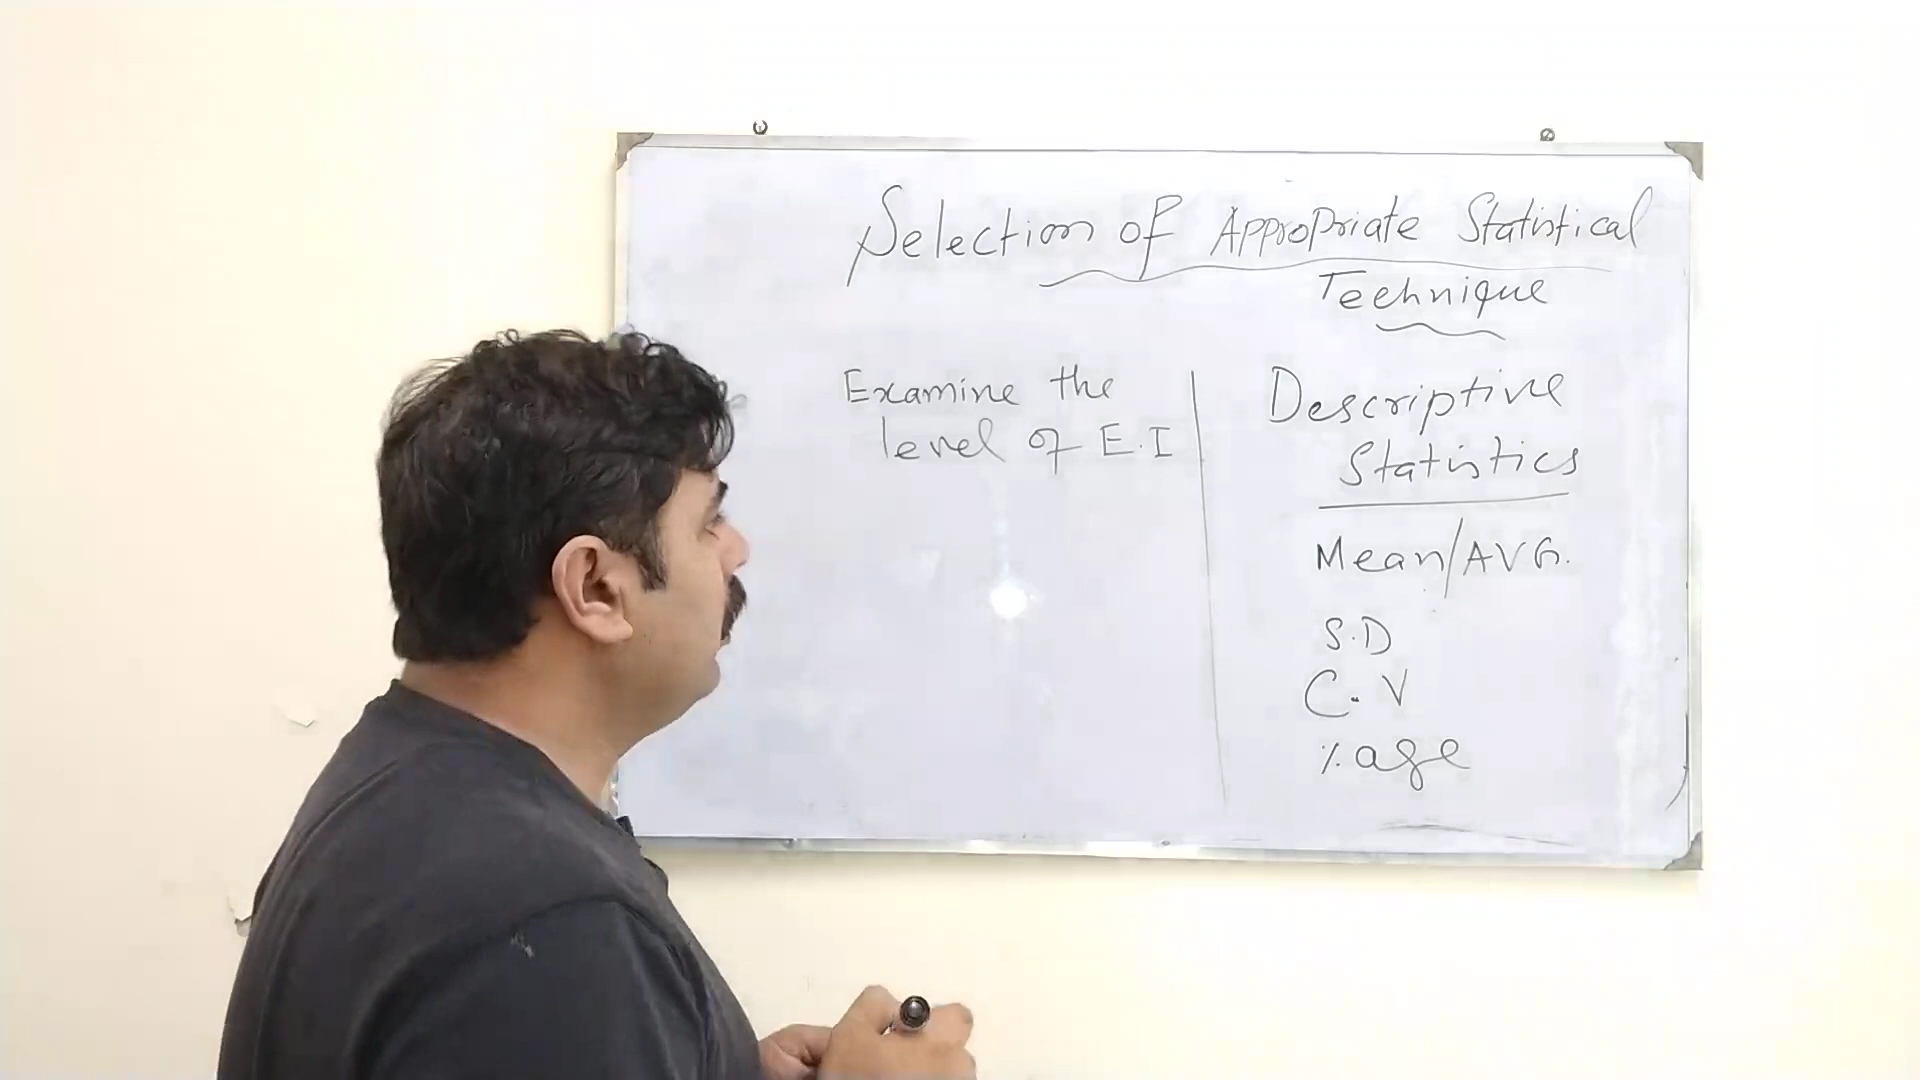 Selection of Appropriate Statistical
Technique
Examine the
level of E.I
Descriptive
Statistics
Mean/AVG.
S.D
C.V
%age